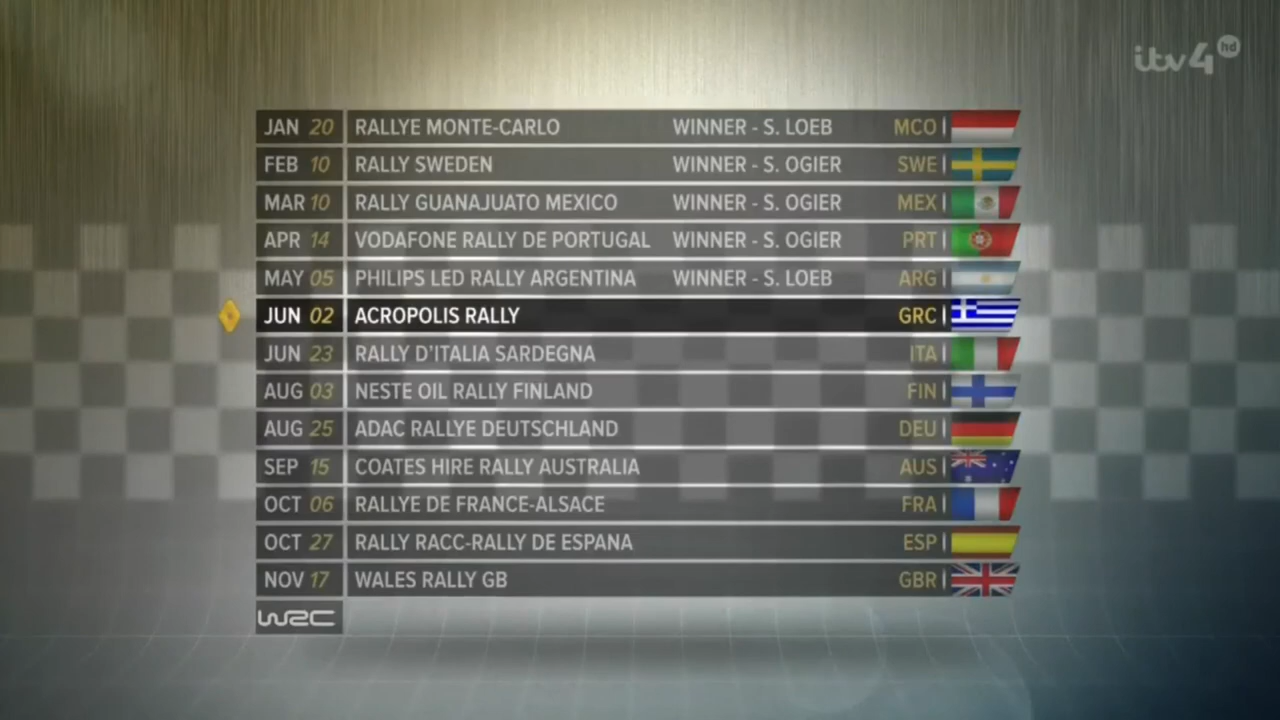 itv4 hd
JAN 20 RALLYE MONTE-CARLO WINNER - S. LOEB MCO
FEB 10 RALLY SWEDEN WINNER - S. OGIER SWE
MAR 10 RALLY GUANAJUATO MEXICO WINNER - S. OGIER MEX
APR 14 VODAFONE RALLY DE PORTUGAL WINNER - S. OGIER PRT
MAY 05 PHILIPS LED RALLY ARGENTINA WINNER - S. LOEB ARG
JUN 02 ACROPOLIS RALLY GRC
JUN 23 RALLY D'ITALIA SARDEGNA ITA
AUG 03 NESTE OIL RALLY FINLAND FIN
AUG 25 ADAC RALLYE DEUTSCHLAND DEU
SEP 15 COATES HIRE RALLY AUSTRALIA AUS
OCT 06 RALLYE DE FRANCE-ALSACE FRA
OCT 27 RALLY RACC-RALLY DE ESPANA ESP
NOV 17 WALES RALLY GB GBR
WRC